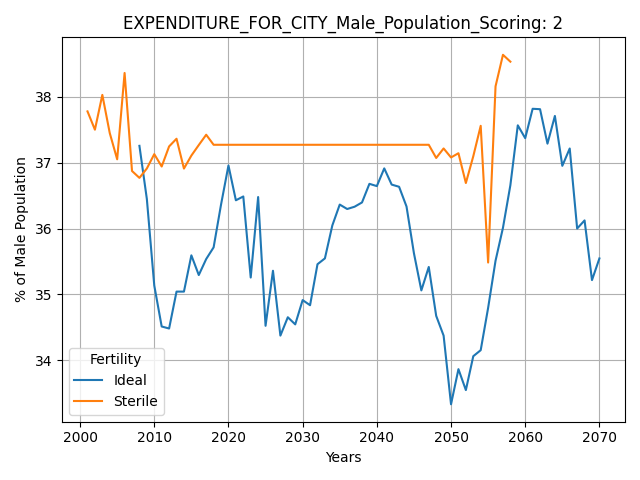 EXPENDITURE_FOR_CITY_Male_Population_Scoring: 2
% of Male Population
38
37
36
35
34
Fertility
Ideal
Sterile
2000 2010 2020 2030 2040 2050 2060 2070
Years